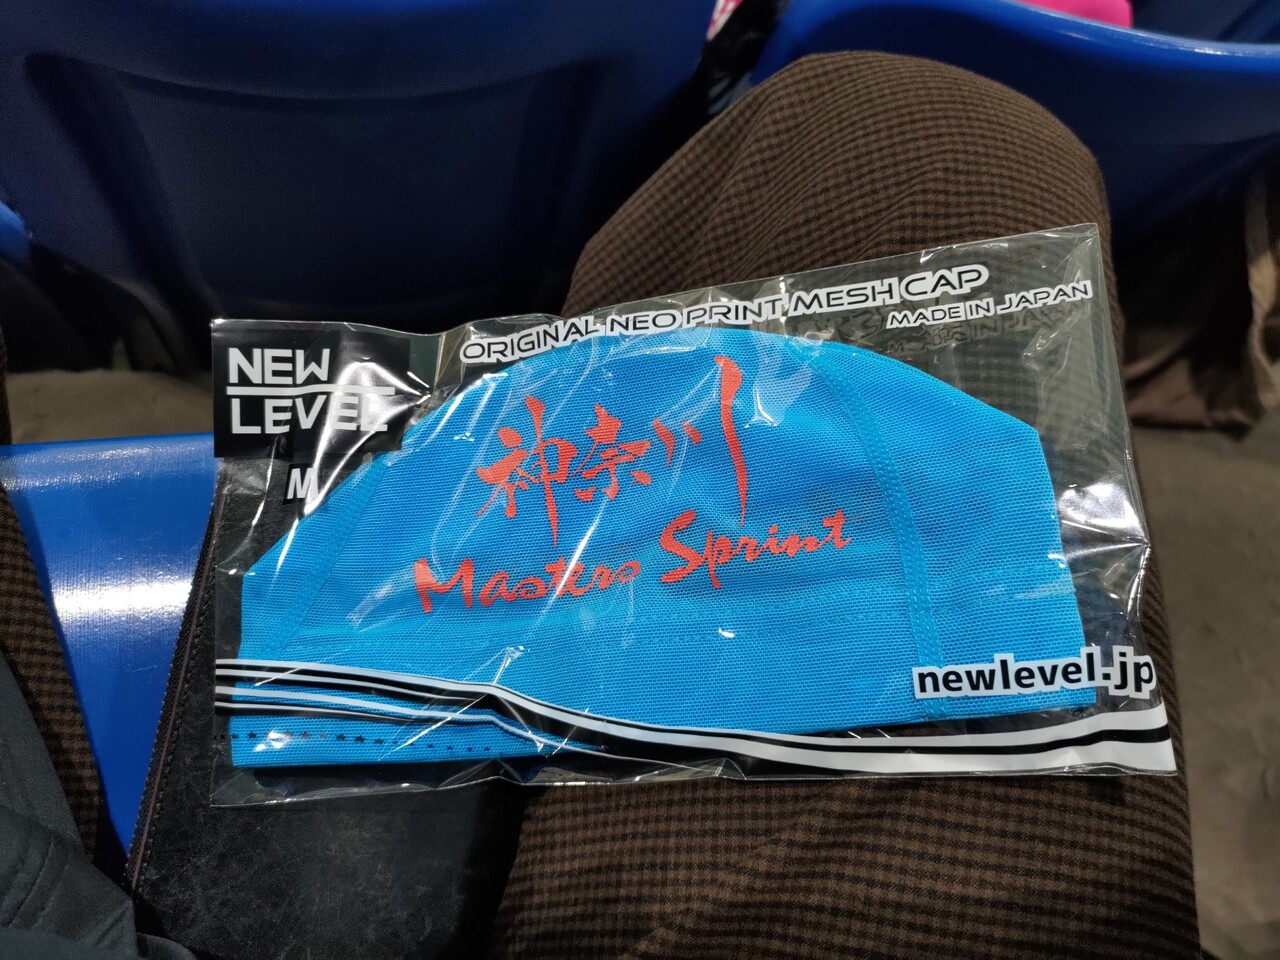 ORIGINAL NEO PRINT MESH CAP
MADE IN JAPAN
NEW
LEVEL
M
神奈川
Masters Sprint
newlevel.jp